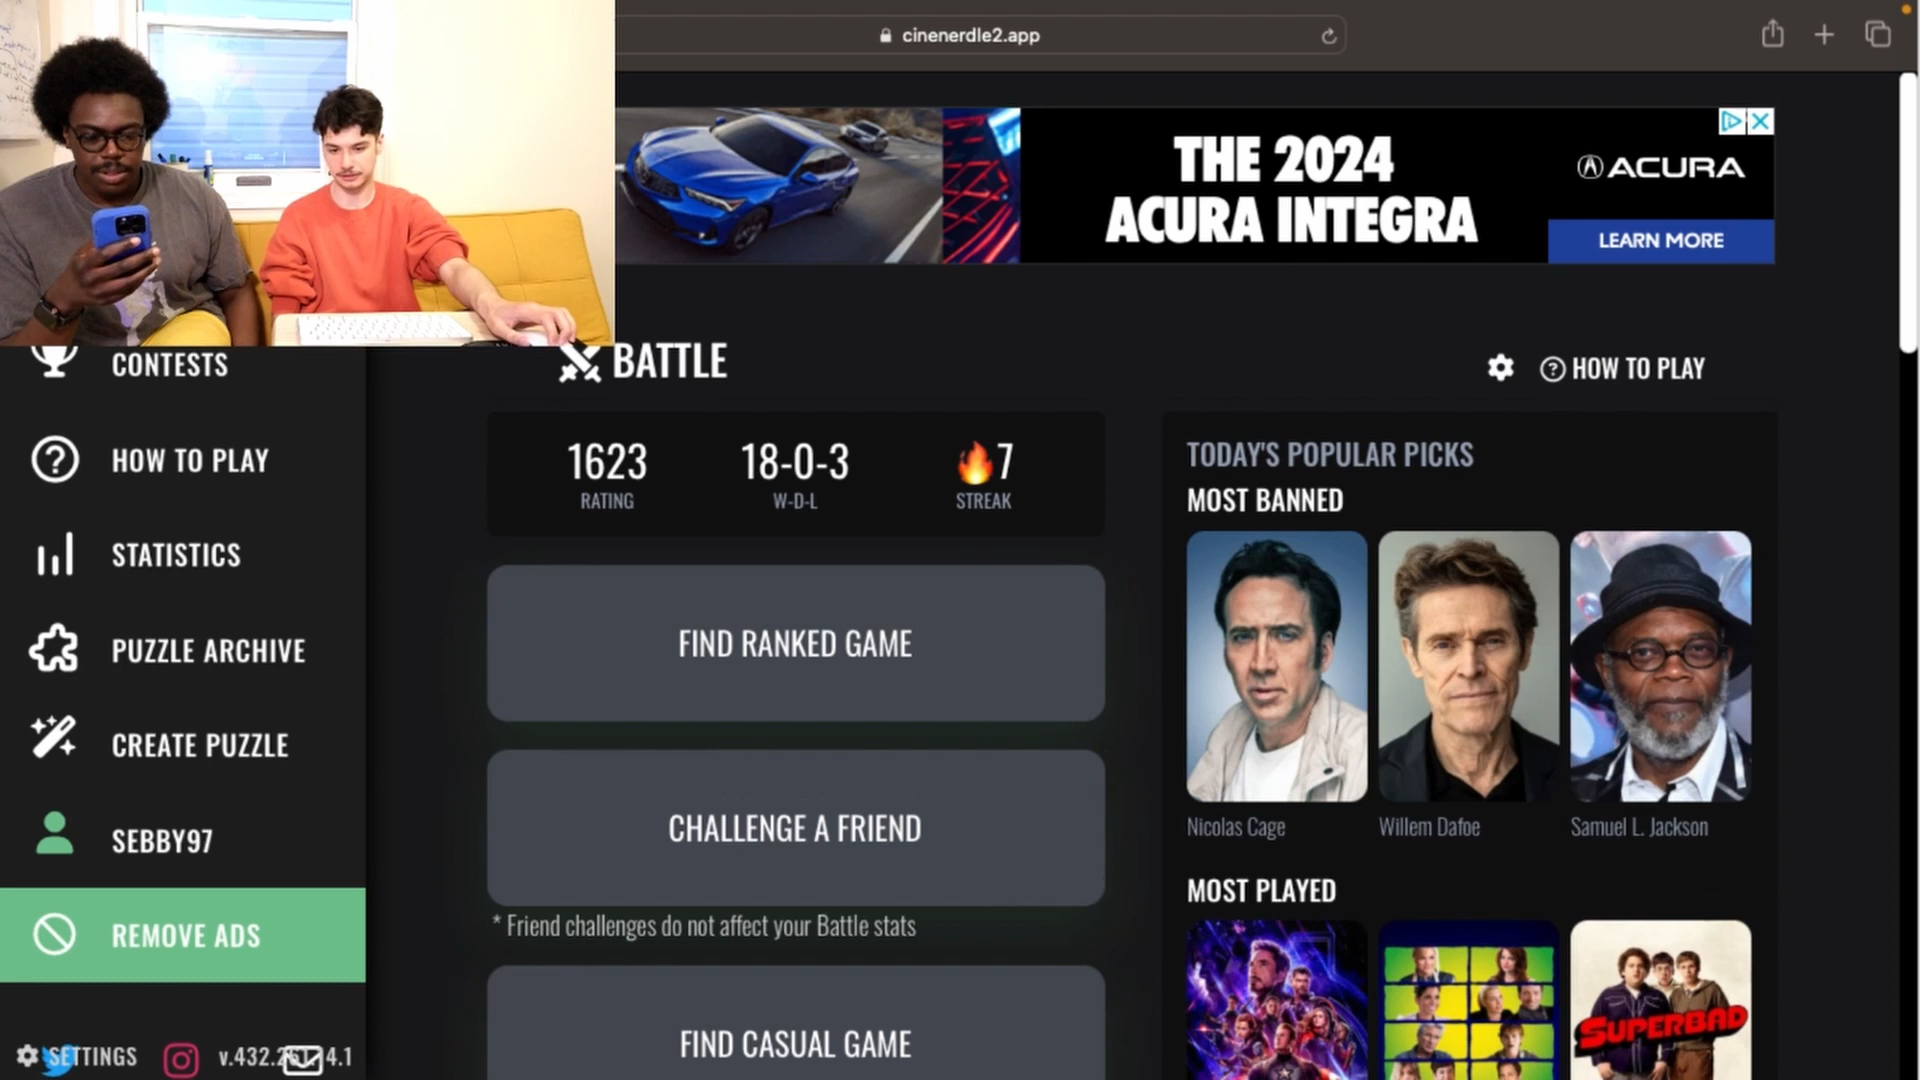 cinenerdle2.app
THE 2024
ACURA INTEGRA
ACURA
LEARN MORE
CONTESTS
HOW TO PLAY
STATISTICS
PUZZLE ARCHIVE
CREATE PUZZLE
SEBBY97
REMOVE ADS
SETTINGS
BATTLE
HOW TO PLAY
1623
RATING
18-0-3
W-D-L
7
STREAK
FIND RANKED GAME
CHALLENGE A FRIEND
* Friend challenges do not affect your Battle stats
FIND CASUAL GAME
TODAY'S POPULAR PICKS
MOST BANNED
Nicolas Cage
Willem Dafoe
Samuel L. Jackson
MOST PLAYED
SUPERBAD